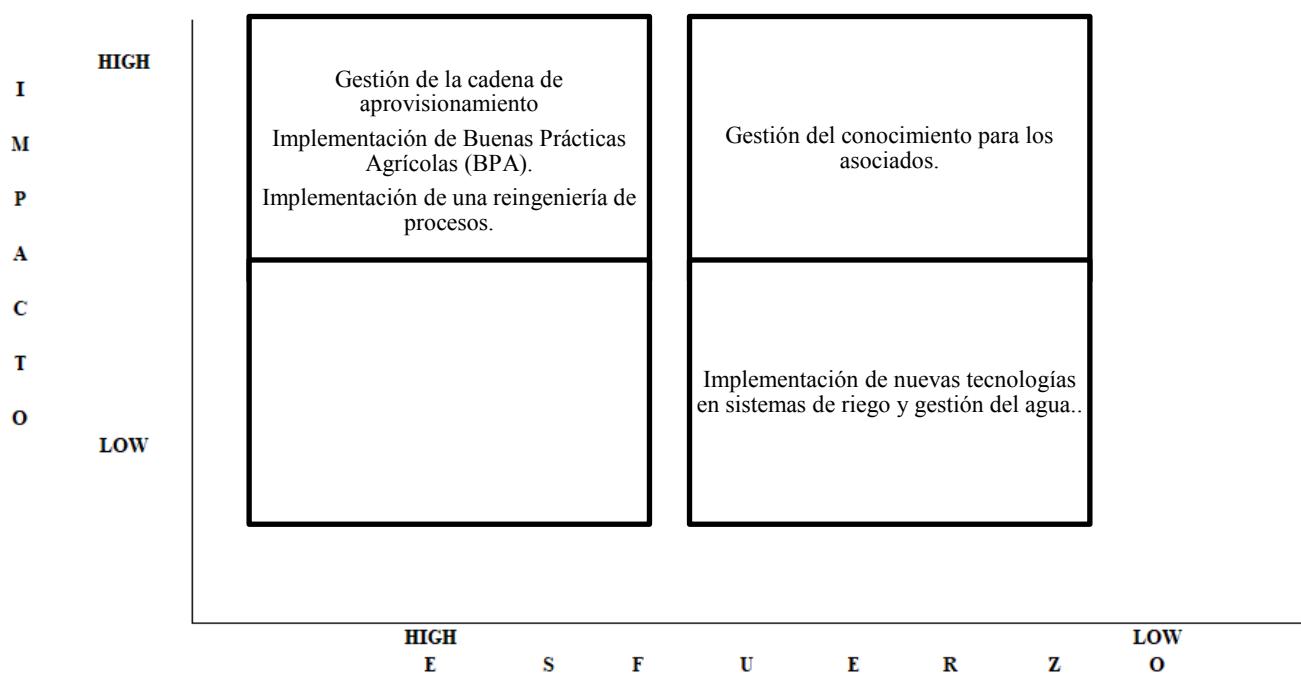 IMPACTO
HIGH
Gestión de la cadena de
aprovisionamiento
Implementación de Buenas Prácticas
Agrícolas (BPA).
Implementación de una reingeniería de
procesos.
Gestión del conocimiento para los
asociados.
Implementación de nuevas tecnologías
en sistemas de riego y gestión del agua..
LOW
HIGH
LOW
E S F U E R Z O